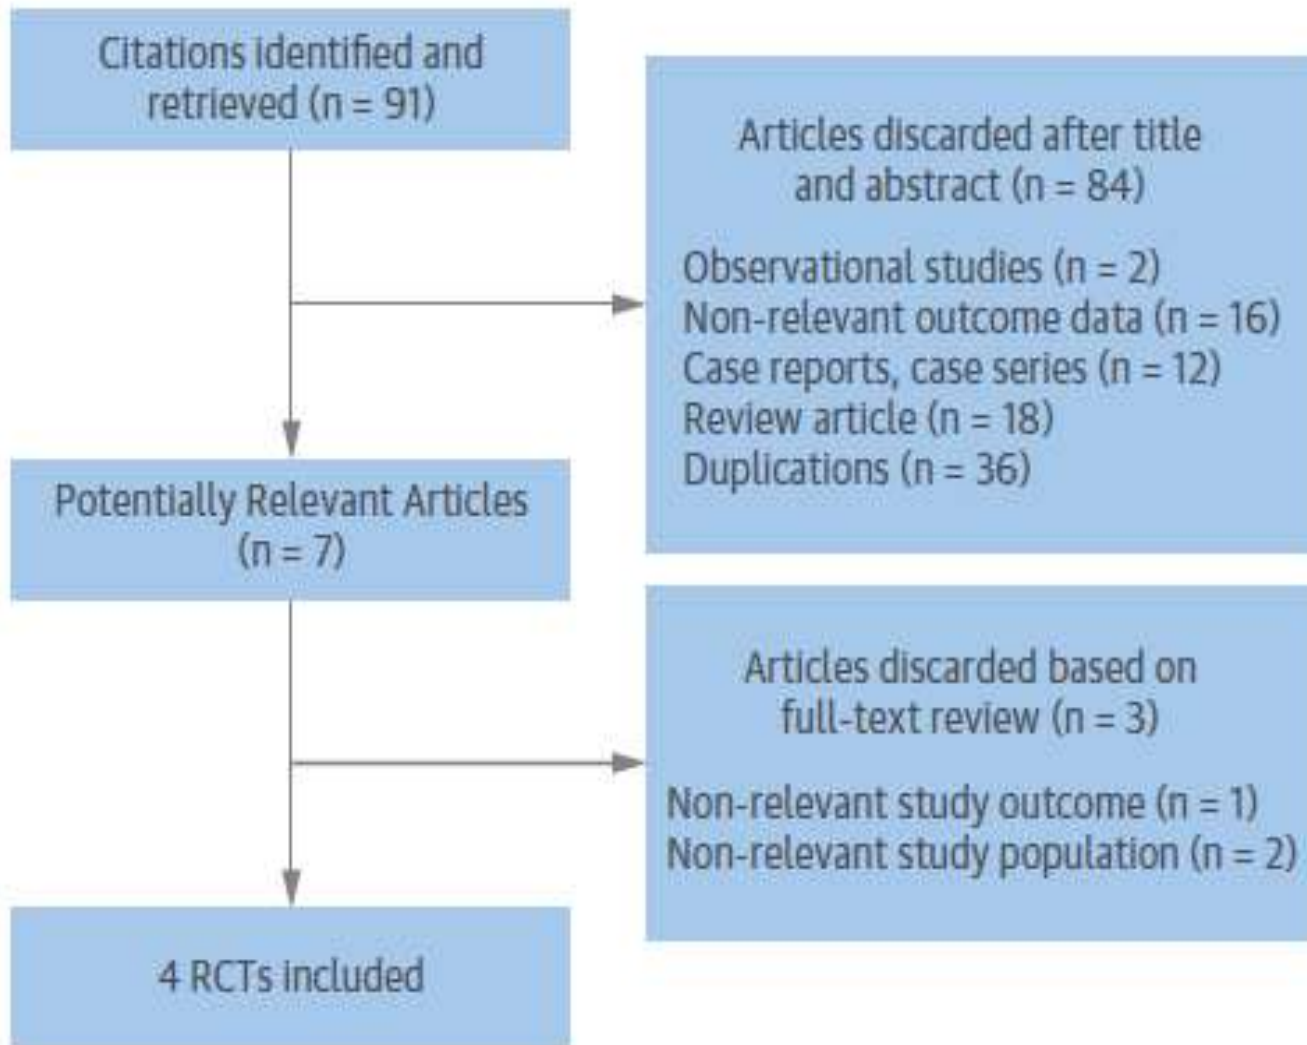 Citations identified and
retrieved (n = 91)
Articles discarded after title
and abstract (n = 84)
Observational studies (n = 2)
Non-relevant outcome data (n = 16)
Case reports, case series (n = 12)
Review article (n = 18)
Duplications (n = 36)
Potentially Relevant Articles
(n = 7)
Articles discarded based on
full-text review (n = 3)
Non-relevant study outcome (n = 1)
Non-relevant study population (n = 2)
4 RCTs included